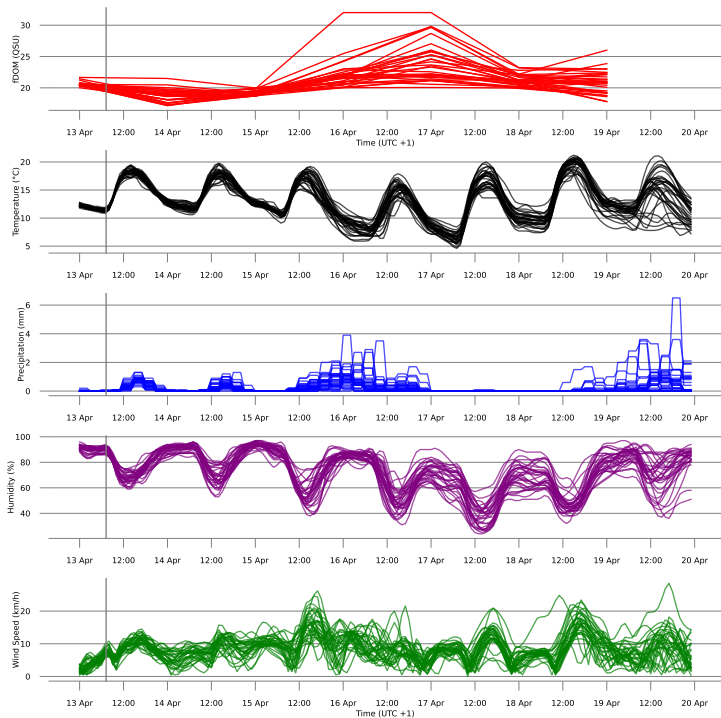 30
25
20
fDOM (QSU)
13 Apr 12:00 14 Apr 12:00 15 Apr 12:00 16 Apr 12:00 17 Apr 12:00 18 Apr 12:00 19 Apr 12:00 20 Apr
Time (UTC +1)
20
15
10
5
Temperature (°C)
13 Apr 12:00 14 Apr 12:00 15 Apr 12:00 16 Apr 12:00 17 Apr 12:00 18 Apr 12:00 19 Apr 12:00 20 Apr
6
4
2
0
Precipitation (mm)
13 Apr 12:00 14 Apr 12:00 15 Apr 12:00 16 Apr 12:00 17 Apr 12:00 18 Apr 12:00 19 Apr 12:00 20 Apr
100
80
60
40
Humidity (%)
13 Apr 12:00 14 Apr 12:00 15 Apr 12:00 16 Apr 12:00 17 Apr 12:00 18 Apr 12:00 19 Apr 12:00 20 Apr
20
10
0
Wind Speed (km/h)
13 Apr 12:00 14 Apr 12:00 15 Apr 12:00 16 Apr 12:00 17 Apr 12:00 18 Apr 12:00 19 Apr 12:00 20 Apr
Time (UTC +1)